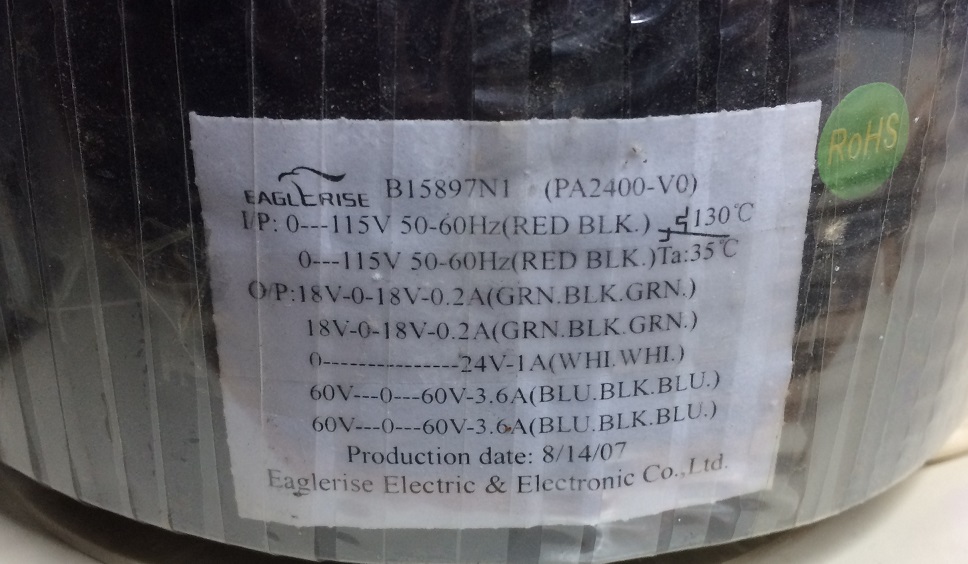 EAGLERISE B15897N1 (PA2400-V0)
I/P: 0---115V 50-60Hz(RED BLK.) 130℃
0---115V 50-60Hz(RED BLK.)Ta:35℃
O/P:18V-0-18V-0.2A(GRN.BLK.GRN.)
18V-0-18V-0.2A(GRN.BLK.GRN.)
0---------------24V-1A(WHI.WHI.)
60V---0---60V-3.6A(BLU.BLK.BLU.)
60V---0---60V-3.6A(BLU.BLK.BLU.)
Production date: 8/14/07
Eaglerise Electric & Electronic Co.,Ltd.
RoHS